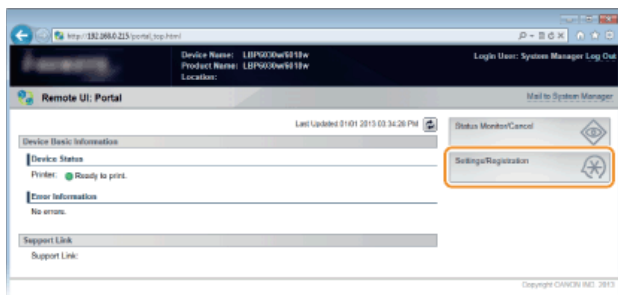 http://192.168.0.215/portal_top.html
Device Name: LBP6030w/6018w
Product Name: LBP6030w/6018w
Location:
Login User: System Manager Log Out
Remote UI: Portal
Mail to System Manager
Last Updated 01/01 2013 03:34:28 PM
Device Basic Information
Device Status
Printer: Ready to print.
Error Information
No errors.
Support Link
Support Link:
Status Monitor/Cancel
Settings/Registration
Copyright CANON INC. 2013